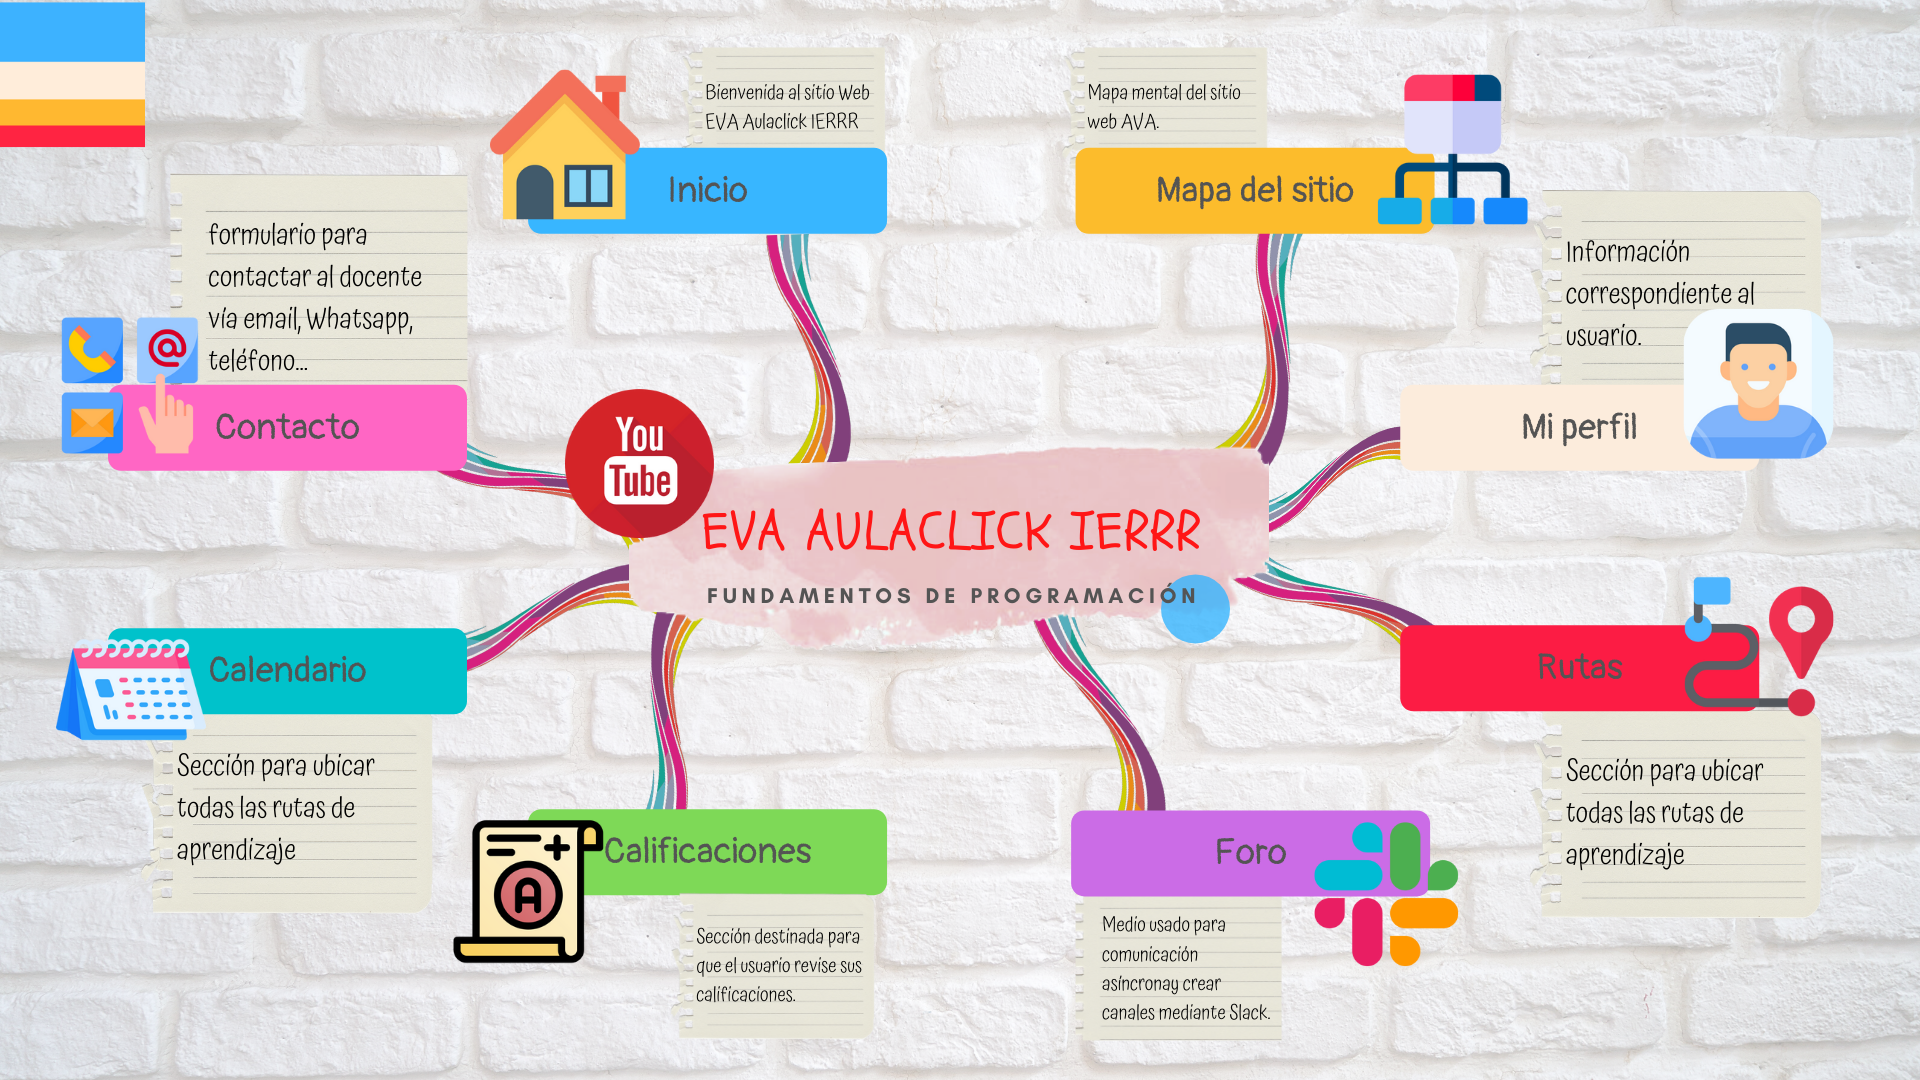 Bienvenida al sitio Web
EVA Aulaclick IERRR
Inicio
Mapa mental del sitio
web AVA.
Mapa del sitio
formulario para
contactar al docente
vía email, Whatsapp,
teléfono...
@
Contacto
Información
correspondiente al
usuario.
Mi perfil
You
Tube
EVA AULACLICK IERRR
FUNDAMENTOS DE PROGRAMACIÓN
Calendario
Sección para ubicar
todas las rutas de
aprendizaje
Rutas
Sección para ubicar
todas las rutas de
aprendizaje
A
Calificaciones
Sección destinada para
que el usuario revise sus
calificaciones.
Foro
Medio usado para
comunicación
asíncronay crear
canales mediante Slack.